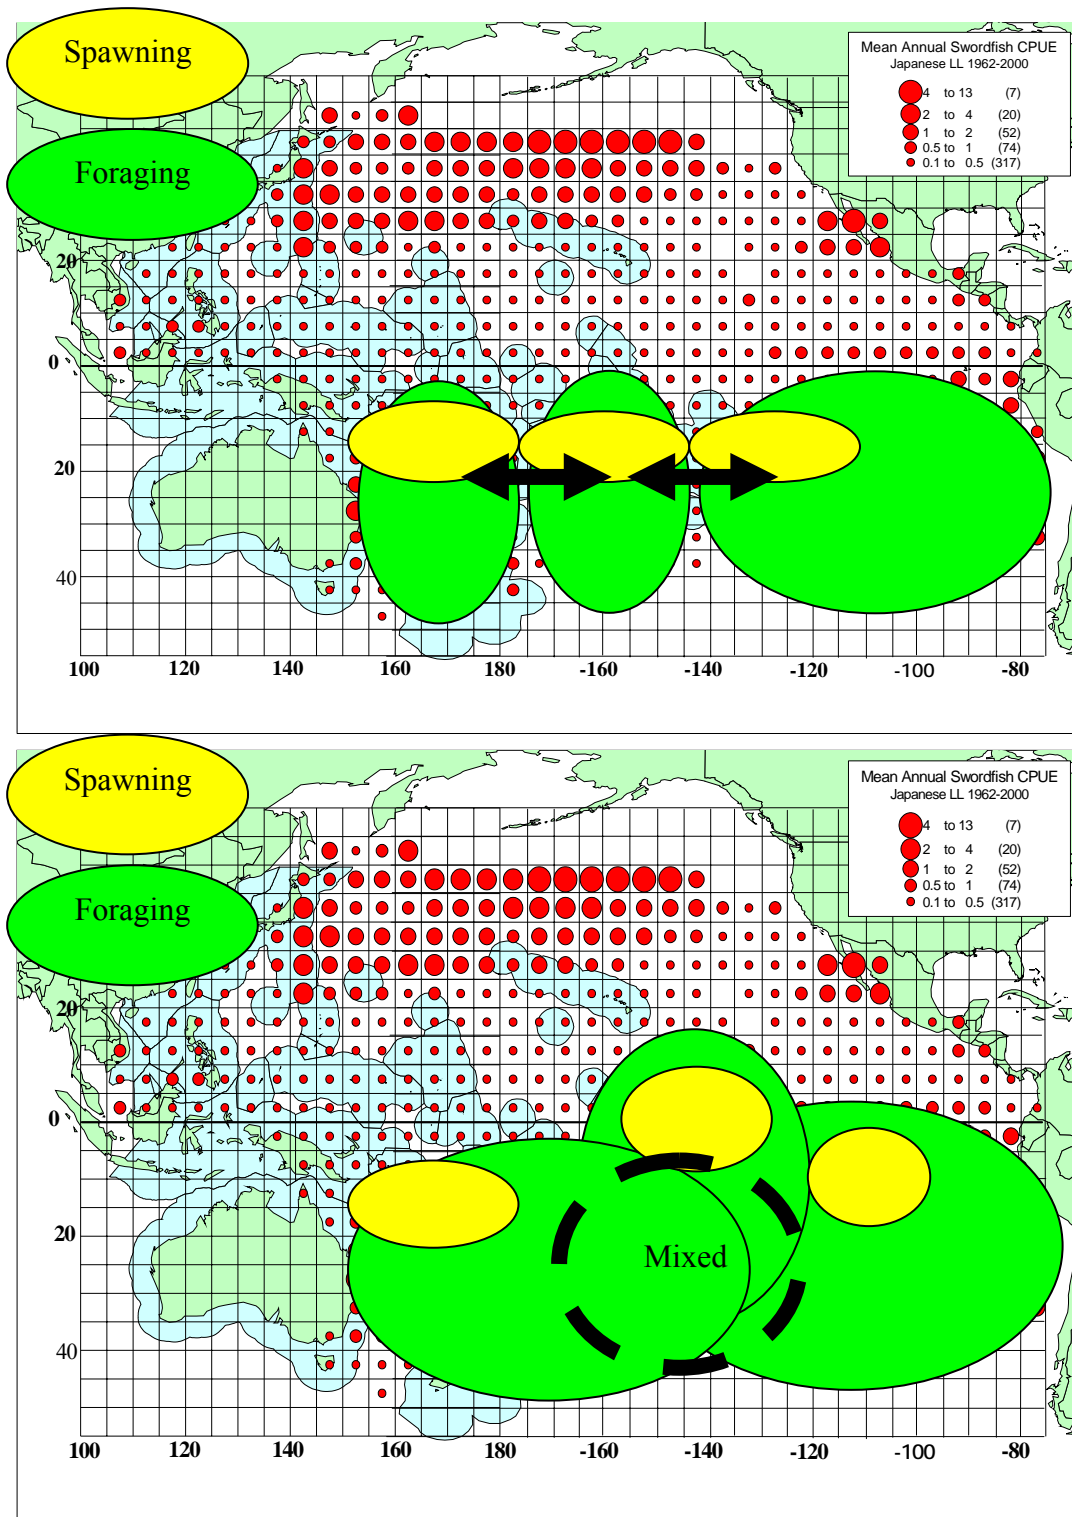 Spawning
Foraging
Mean Annual Swordfish CPUE
Japanese LL 1962-2000
4 to 13 (7)
2 to 4 (20)
1 to 2 (52)
0.5 to 1 (74)
0.1 to 0.5 (317)
20
0
20
40
100 120 140 160 180 -160 -140 -120 -100 -80
Spawning
Foraging
Mean Annual Swordfish CPUE
Japanese LL 1962-2000
4 to 13 (7)
2 to 4 (20)
1 to 2 (52)
0.5 to 1 (74)
0.1 to 0.5 (317)
20
0
20
Mixed
40
100 120 140 160 180 -160 -140 -120 -100 -80